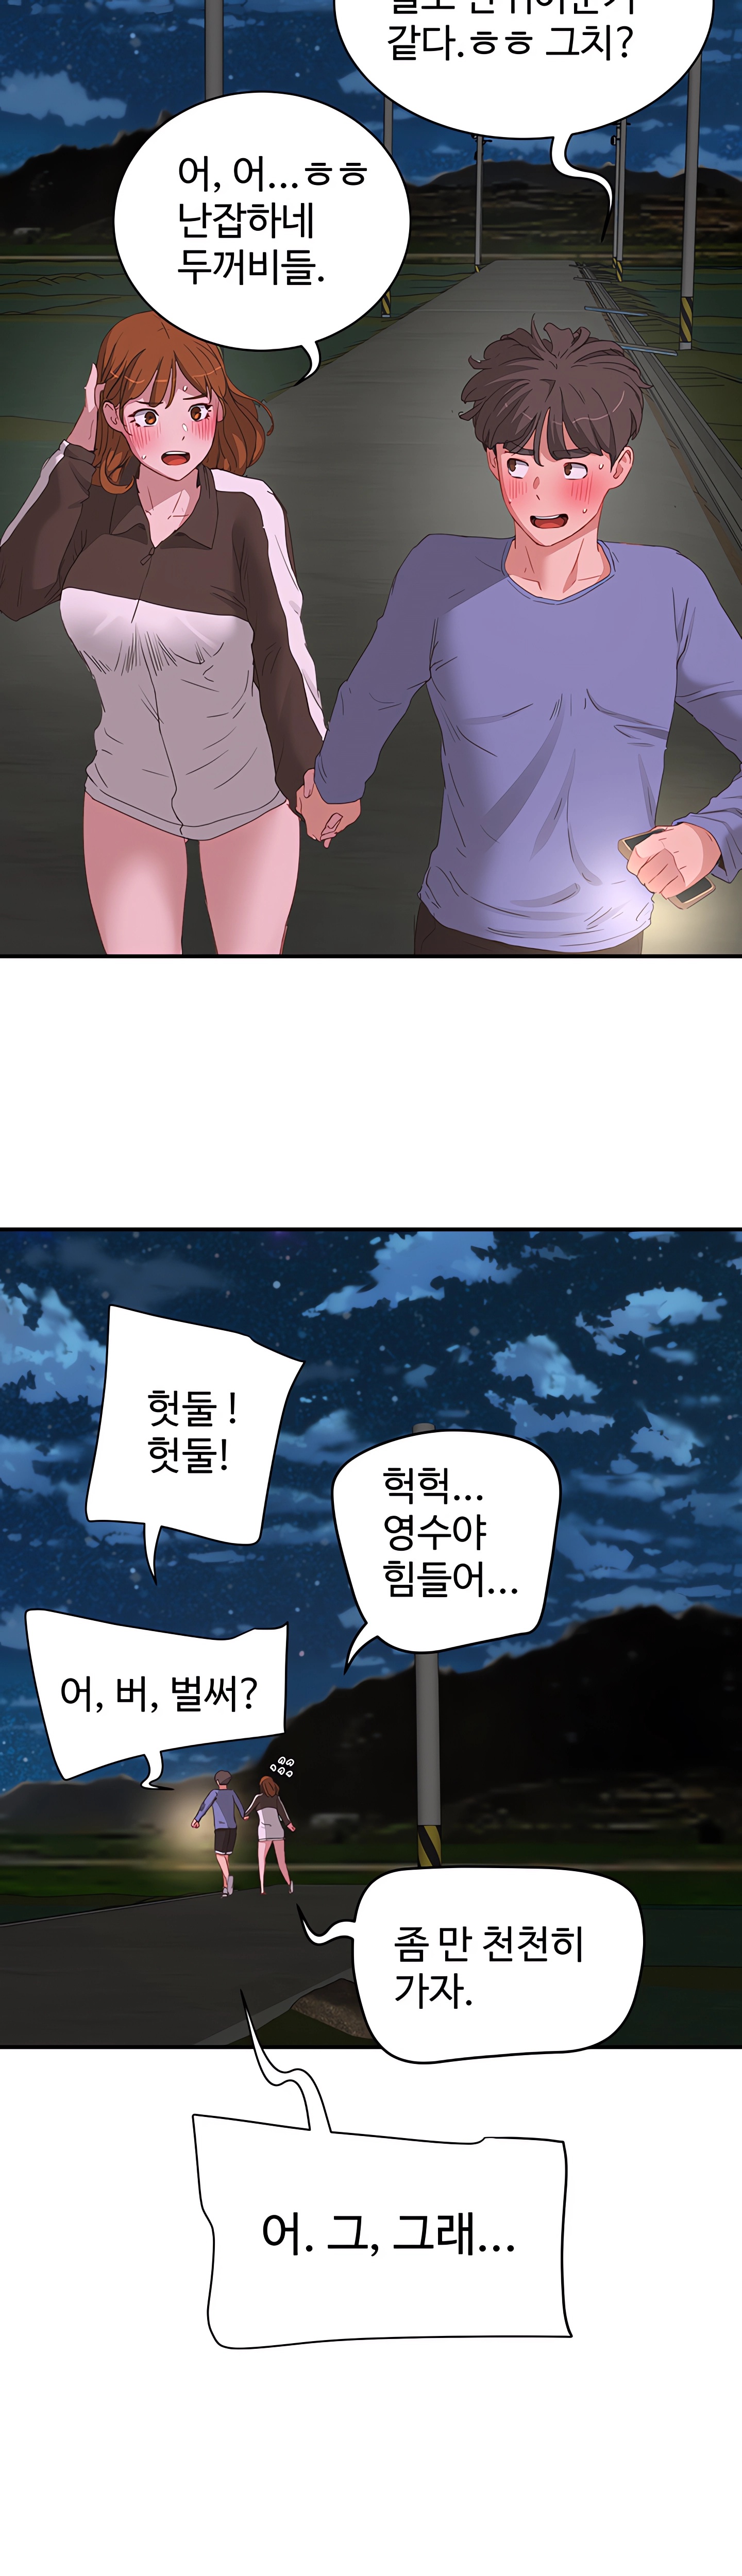 같다.ㅎㅎ 그치?
어, 어...ㅎㅎ
난잡하네
두꺼비들.
헛둘 !
헛둘!
헉헉...
영수야
힘들어...
어, 버, 벌써?
좀 만 천천히
가자.
어. 그, 그래...